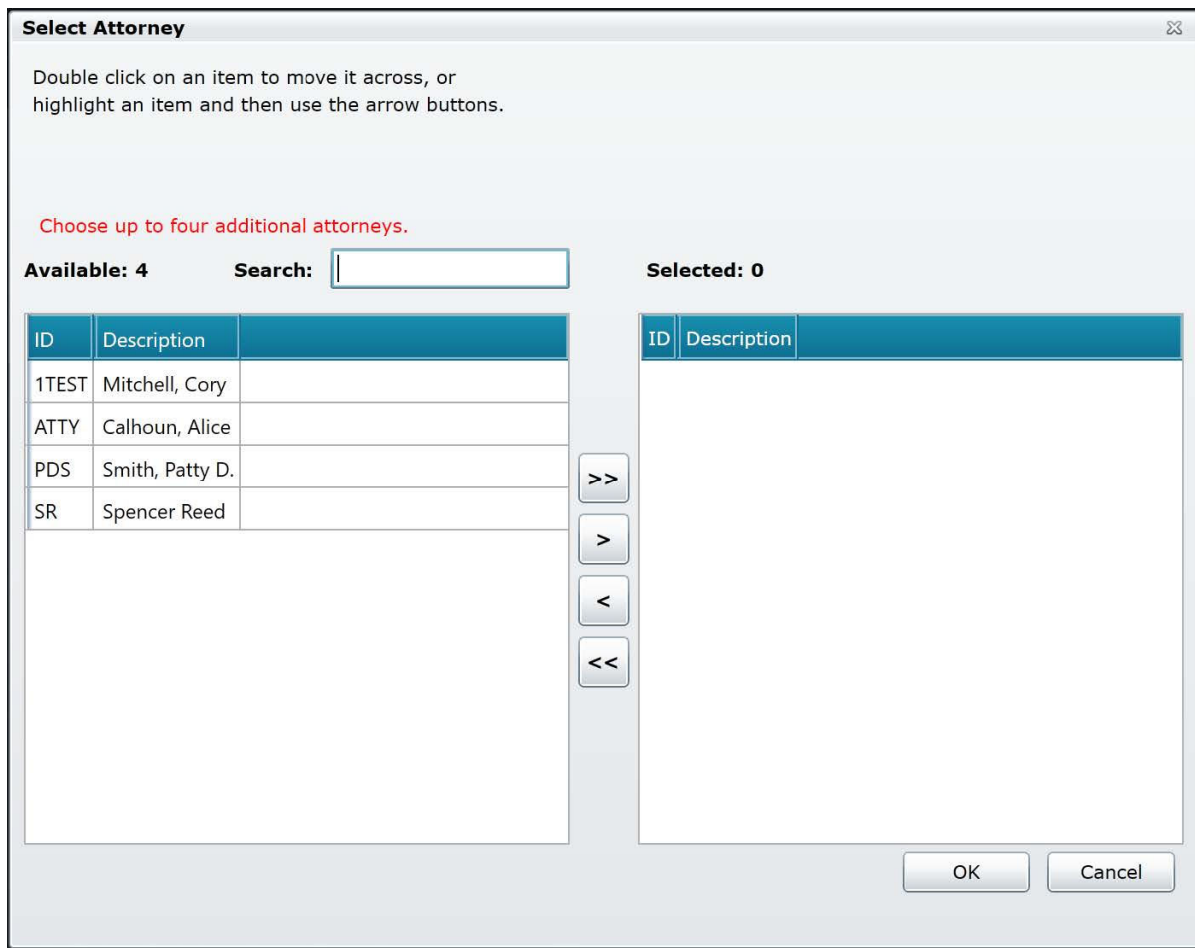 Select Attorney
Double click on an item to move it across, or
highlight an item and then use the arrow buttons.
Choose up to four additional attorneys.
Available: 4 Search: Selected: 0
ID Description
1TEST Mitchell, Cory
ATTY Calhoun, Alice
PDS Smith, Patty D.
SR Spencer Reed
>>
>
<
<<
ID Description
OK Cancel